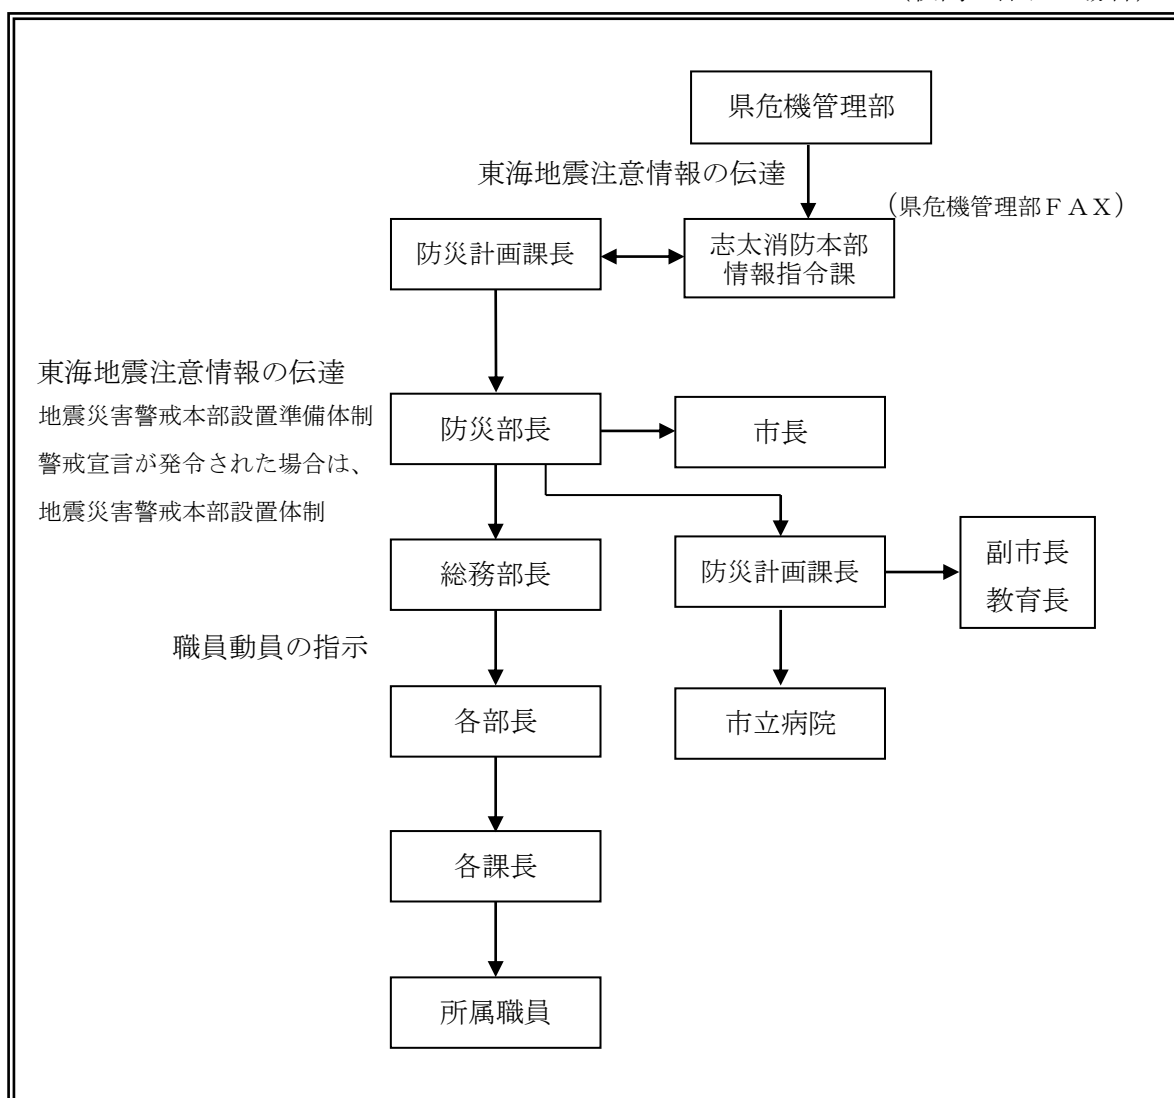 県危機管理部
東海地震注意情報の伝達
(県危機管理部FAX)
防災計画課長
志太消防本部
情報指令課
東海地震注意情報の伝達
地震災害警戒本部設置準備体制
警戒宣言が発令された場合は、
地震災害警戒本部設置体制
防災部長
市長
総務部長
防災計画課長
副市長
教育長
職員動員の指示
各部長
市立病院
各課長
所属職員